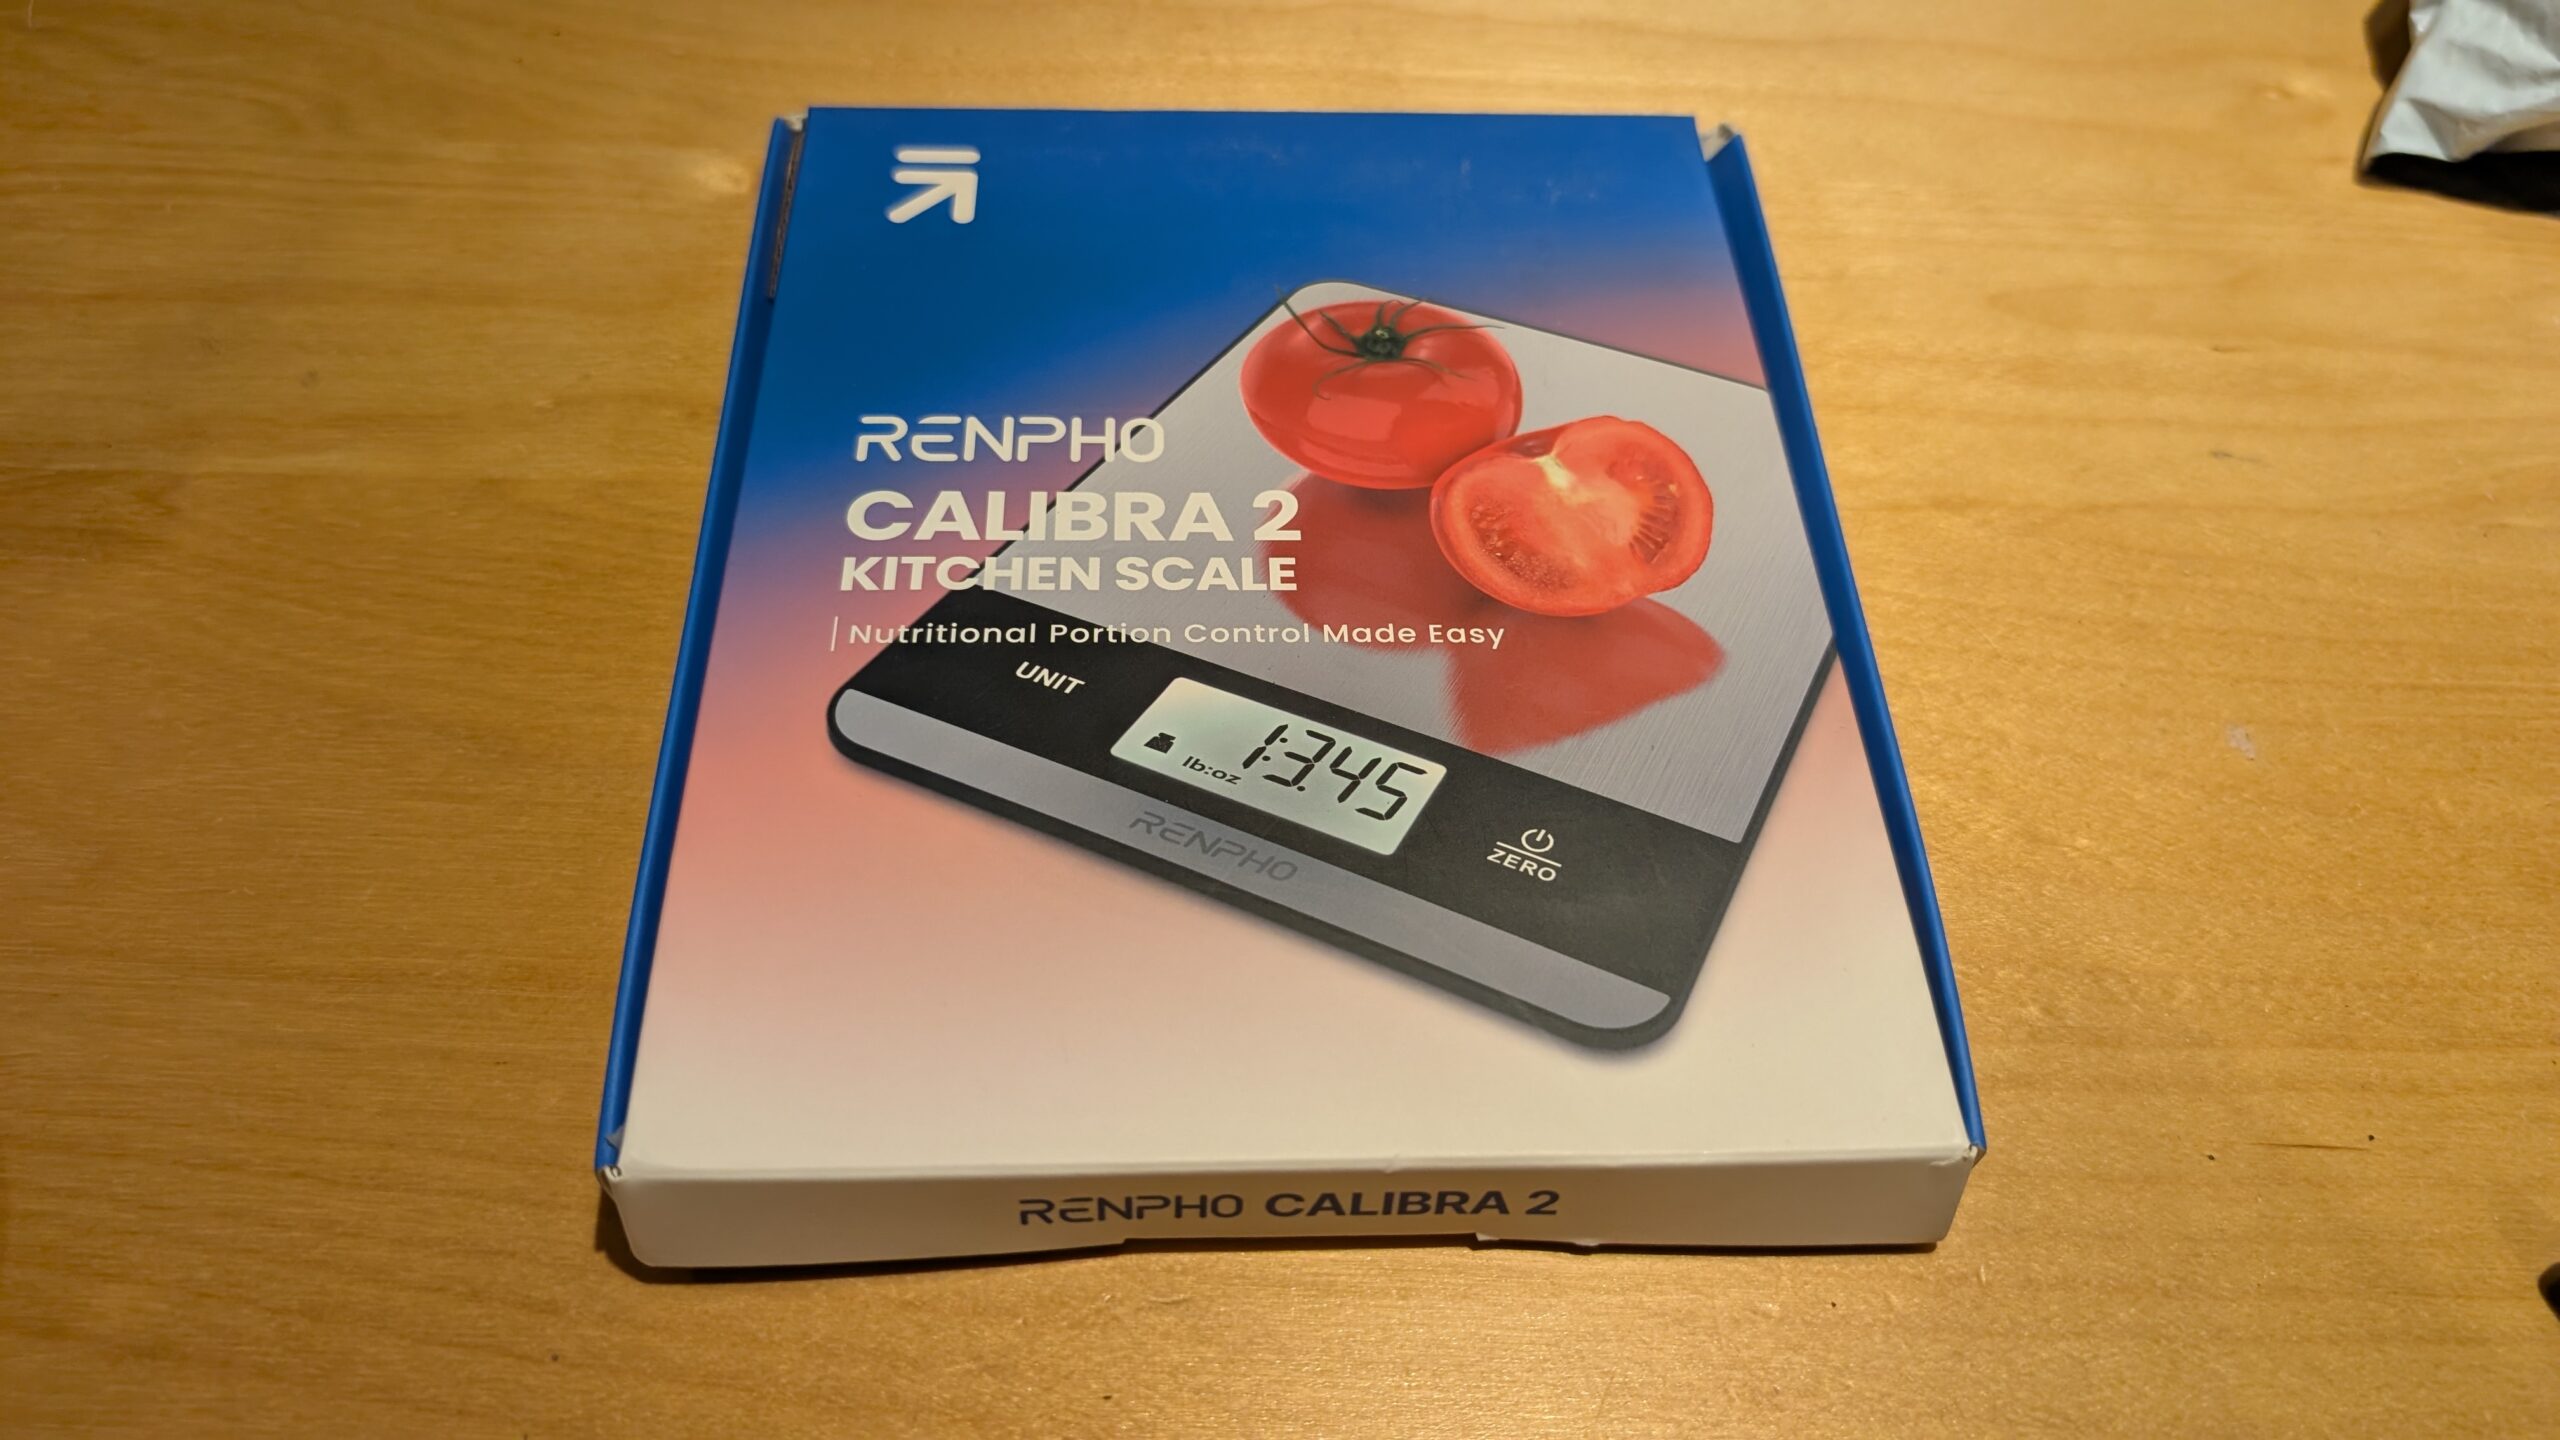 RENPHO
CALIBRA 2
KITCHEN SCALE
Nutritional Portion Control Made Easy
UNIT
lb:oz 1:3.45
ZERO
RENPHO
RENPHO CALIBRA 2